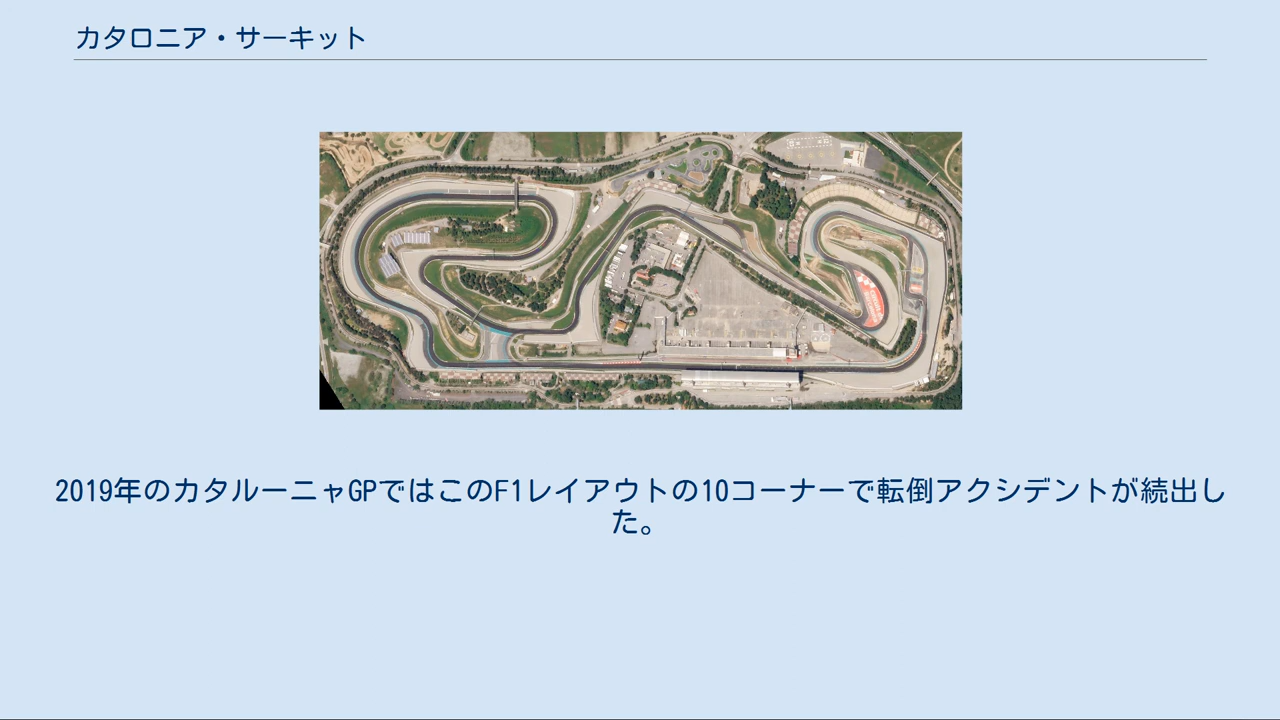 カタロニア・サーキット
2019年のカタルーニャGPではこのF1レイアウトの10コーナーで転倒アクシデントが続出し
た。